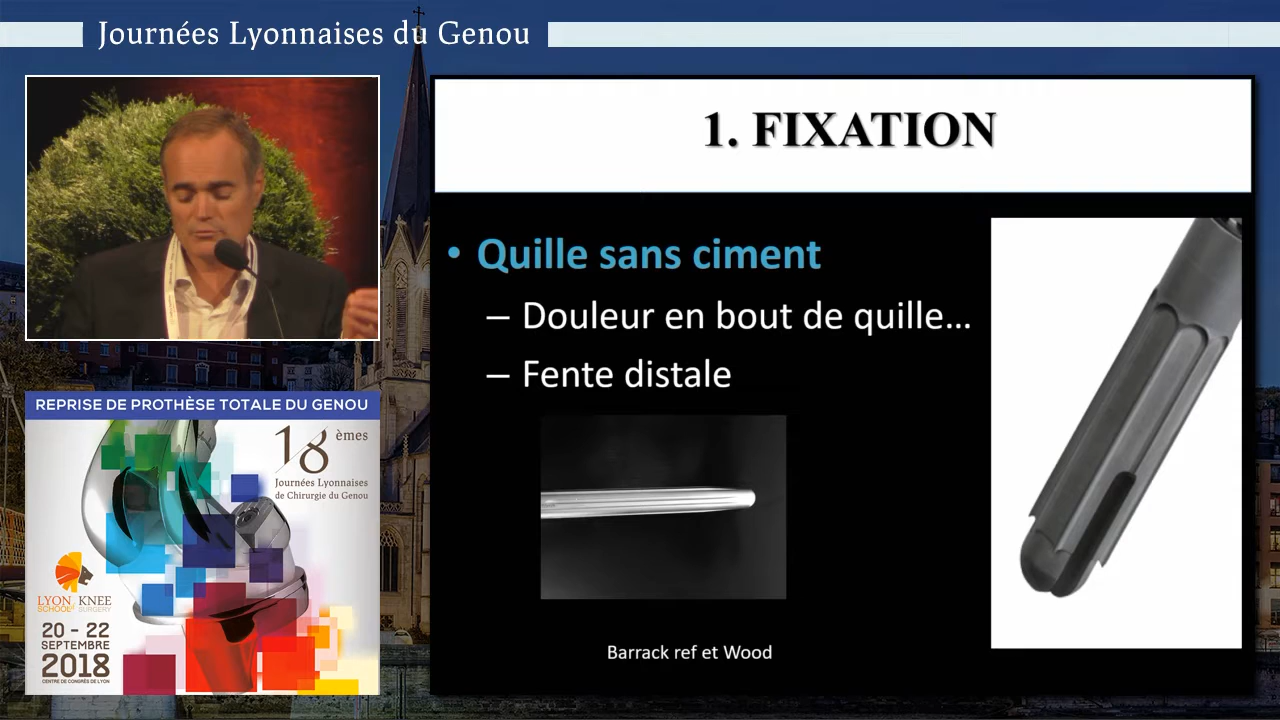 Journées Lyonnaises du Genou
1. FIXATION
• Quille sans ciment
– Douleur en bout de quille...
– Fente distale
Barrack ref et Wood
REPRISE DE PROTHÈSE TOTALE DU GENOU
18èmes
Journées Lyonnaises
de Chirurgie du Genou
LYON KNEE
SCHOOL OF SURGERY
20 - 22
SEPTEMBRE
2018
CENTRE DE CONGRÈS DE LYON